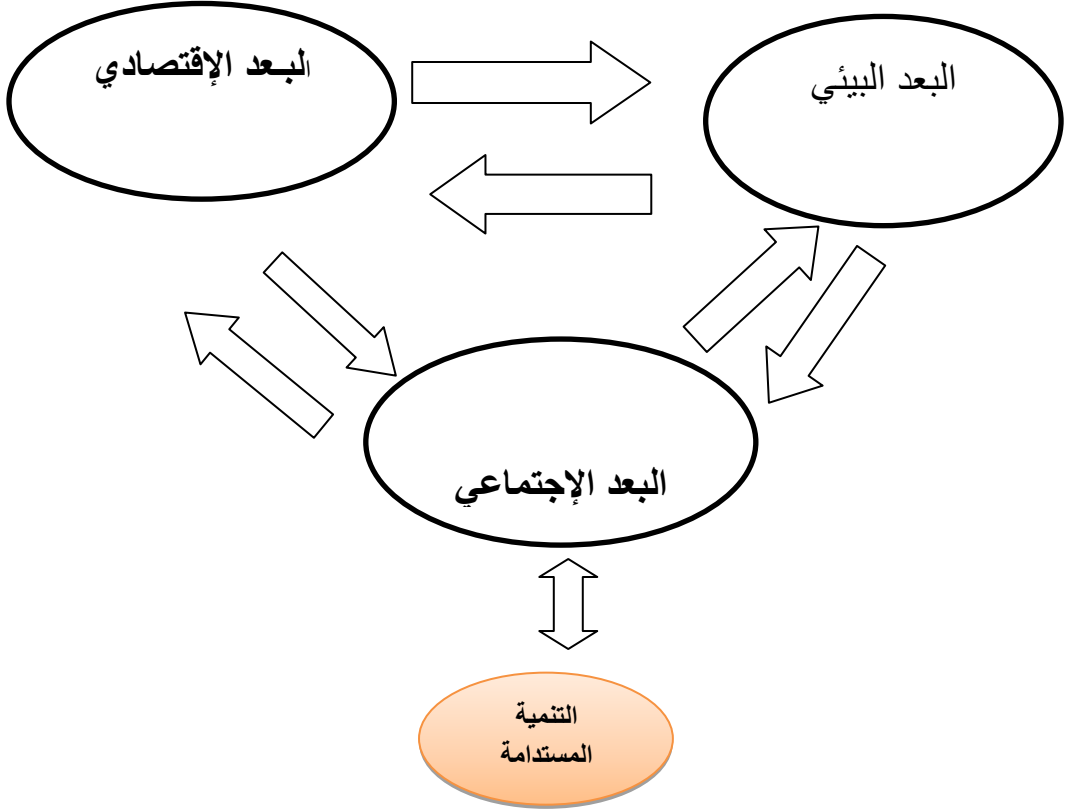 البعد الإقتصادي
البعد البيئي
البعد الإجتماعي
التنمية
المستدامة